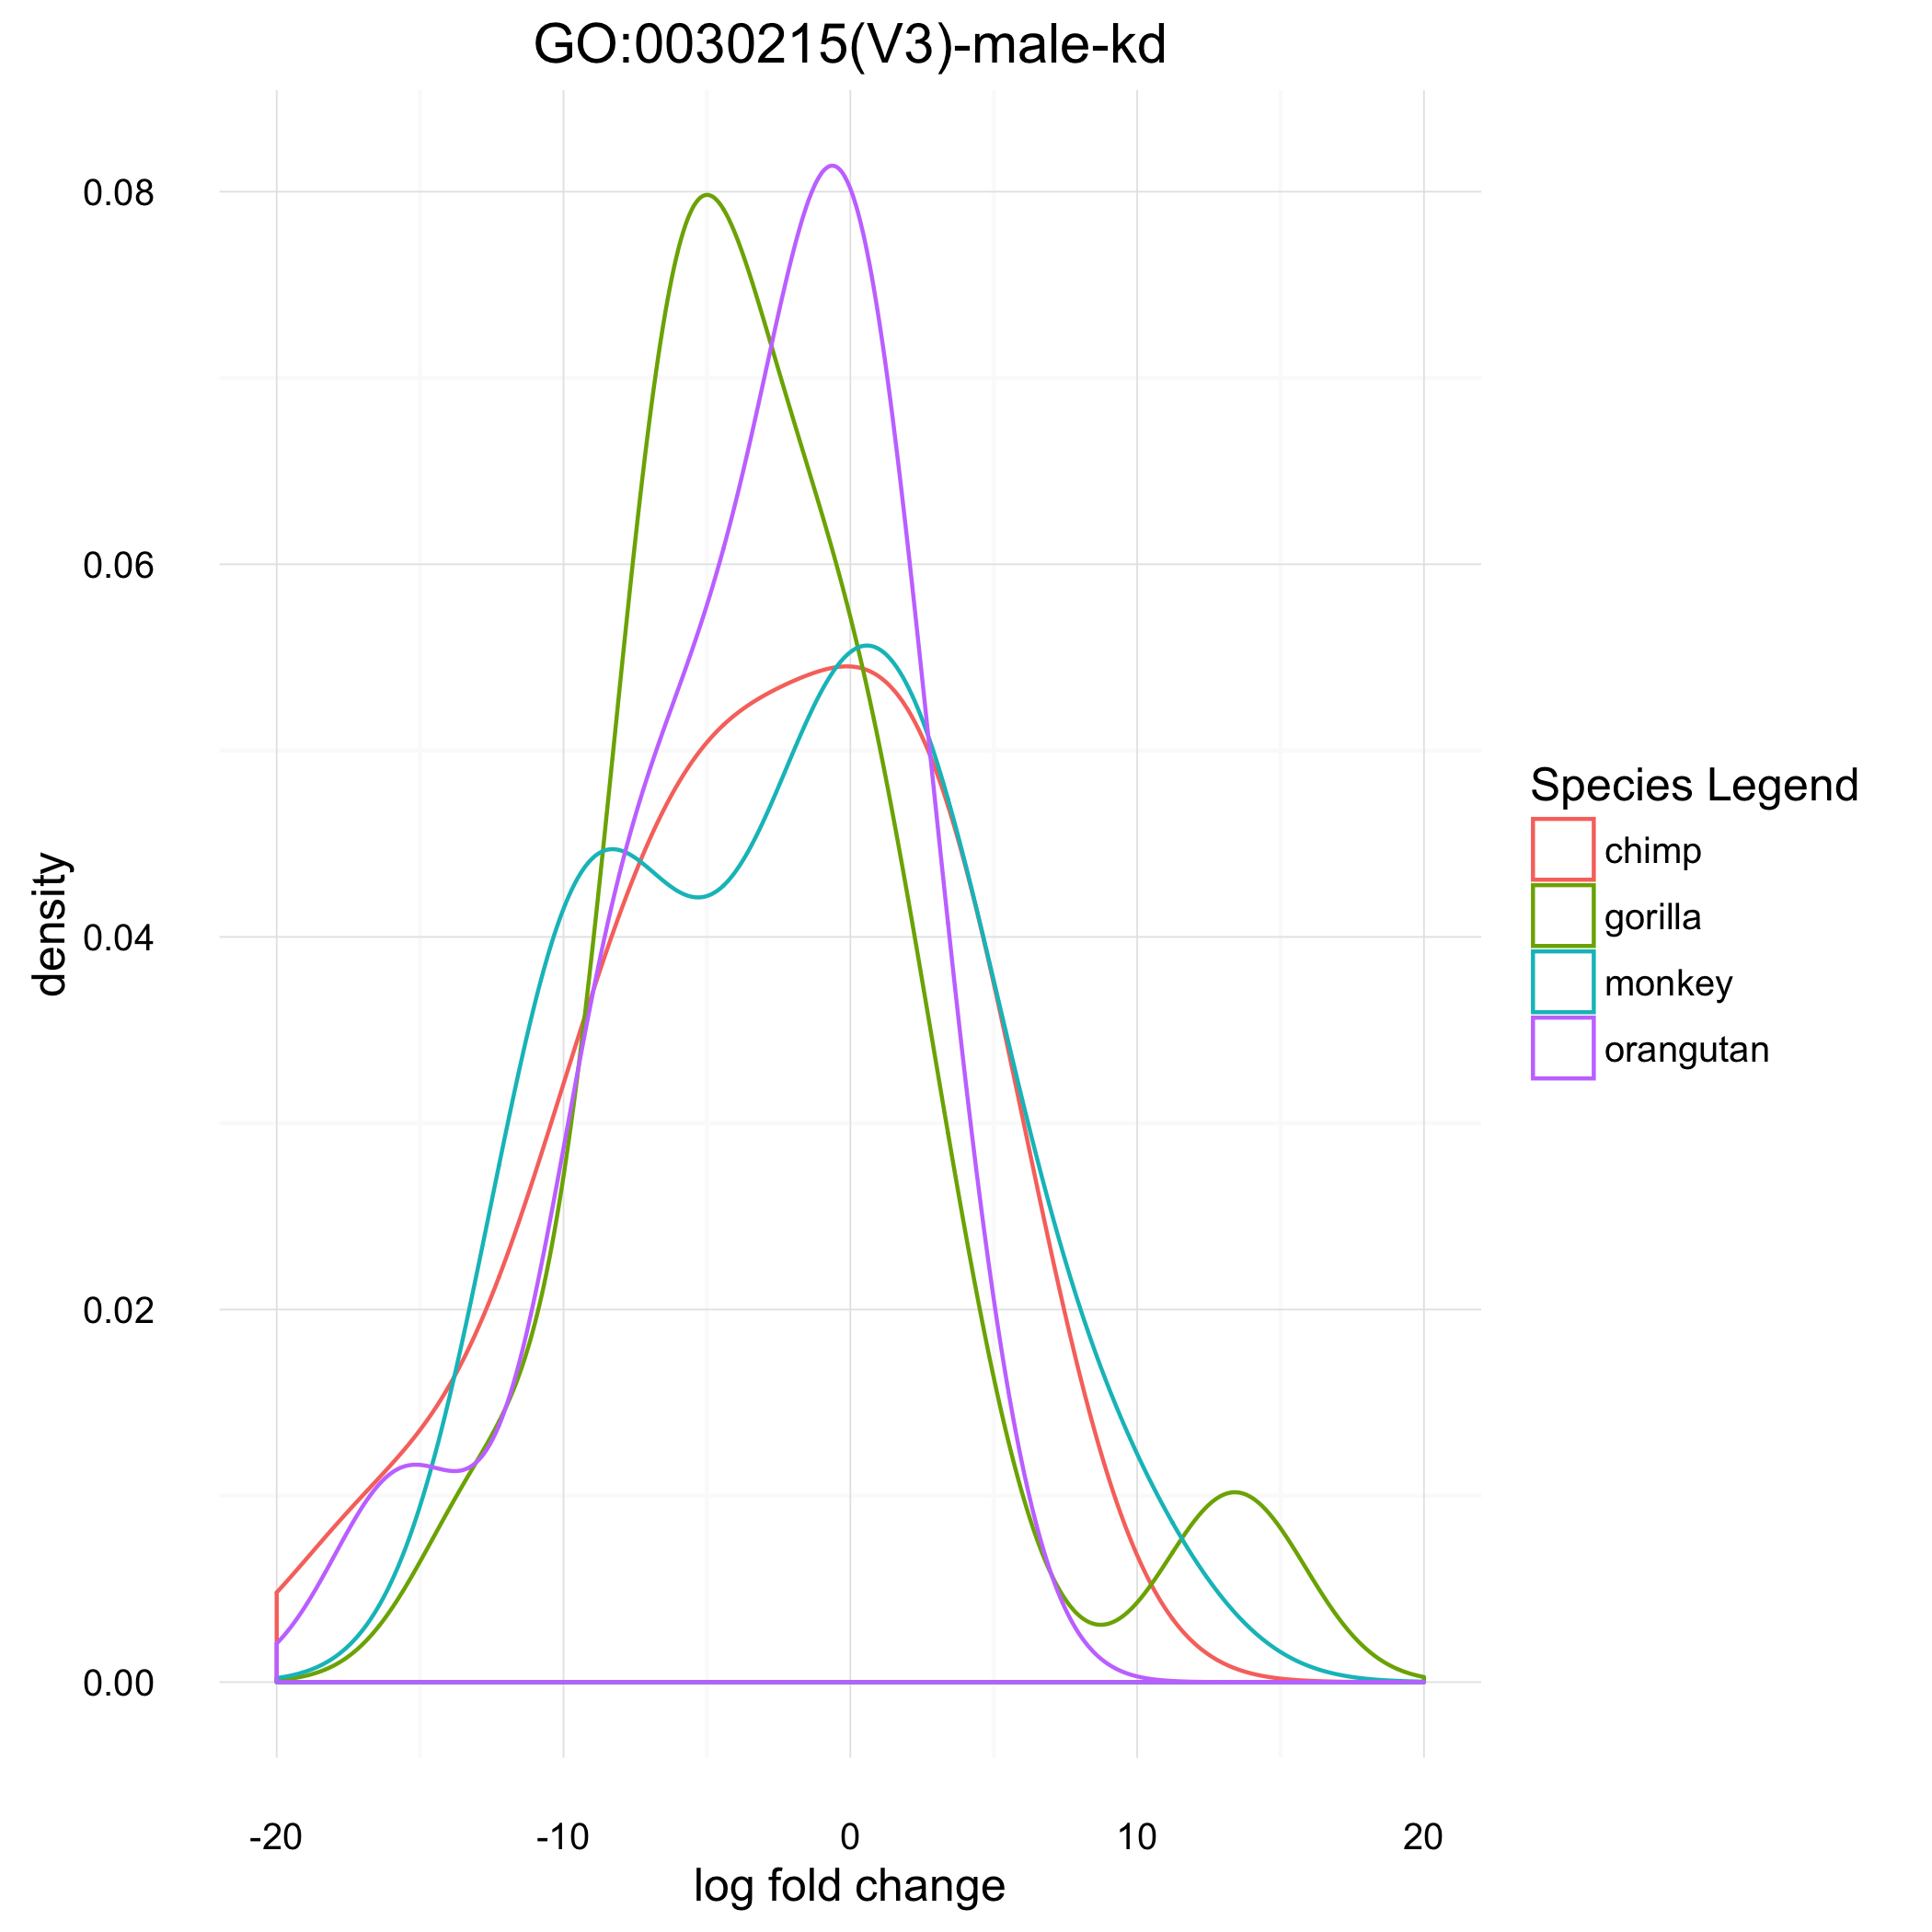 GO:0030215(V3)-male-kd
0.08
0.06
0.04
0.02
0.00
density
-20 -10 0 10 20
log fold change
Species Legend
chimp
gorilla
monkey
orangutan